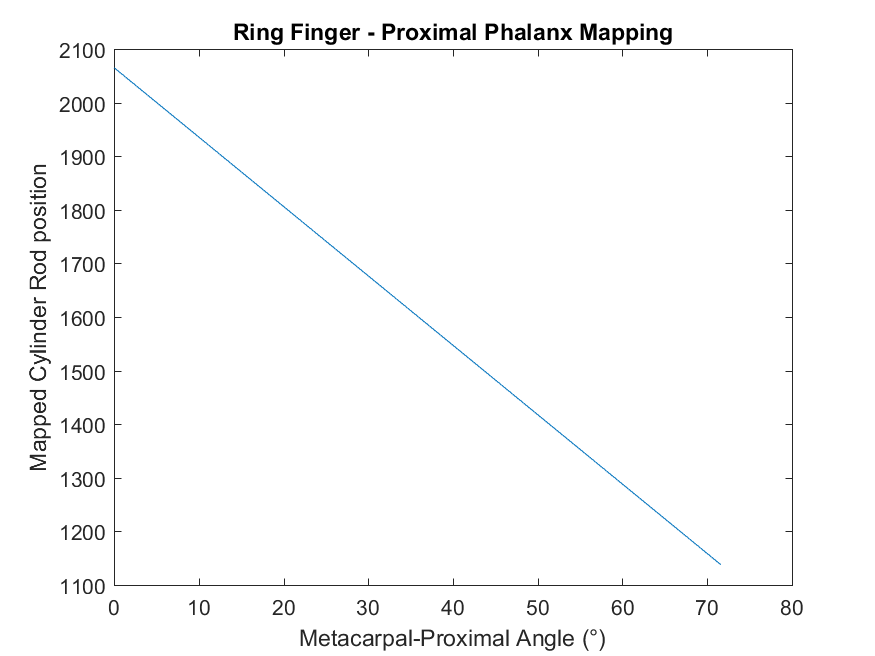 Ring Finger - Proximal Phalanx Mapping
2100
2000
1900
1800
1700
1600
1500
1400
1300
1200
1100
Mapped Cylinder Rod position
0 10 20 30 40 50 60 70 80
Metacarpal-Proximal Angle (°)